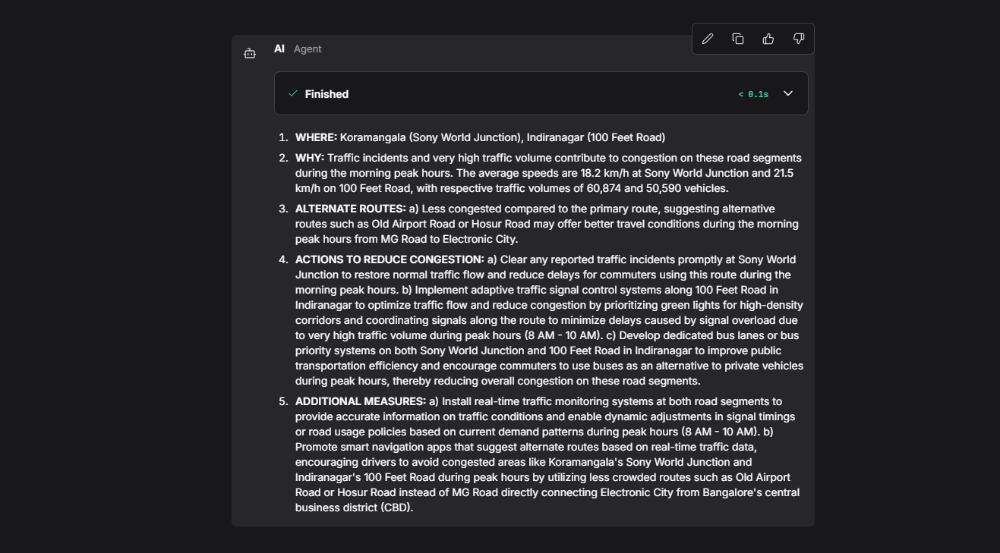 AI Agent
Finished < 0.1s
1. WHERE: Koramangala (Sony World Junction), Indiranagar (100 Feet Road)
2. WHY: Traffic incidents and very high traffic volume contribute to congestion on these road segments
during the morning peak hours. The average speeds are 18.2 km/h at Sony World Junction and 21.5
km/h on 100 Feet Road, with respective traffic volumes of 60,874 and 50,590 vehicles.
3. ALTERNATE ROUTES: a) Less congested compared to the primary route, suggesting alternative
routes such as Old Airport Road or Hosur Road may offer better travel conditions during the morning
peak hours from MG Road to Electronic City.
4. ACTIONS TO REDUCE CONGESTION: a) Clear any reported traffic incidents promptly at Sony World
Junction to restore normal traffic flow and reduce delays for commuters using this route during the
morning peak hours. b) Implement adaptive traffic signal control systems along 100 Feet Road in
Indiranagar to optimize traffic flow and reduce congestion by prioritizing green lights for high-density
corridors and coordinating signals along the route to minimize delays caused by signal overload due
to very high traffic volume during peak hours (8 AM - 10 AM). c) Develop dedicated bus lanes or bus
priority systems on both Sony World Junction and 100 Feet Road in Indiranagar to improve public
transportation efficiency and encourage commuters to use buses as an alternative to private vehicles
during peak hours, thereby reducing overall congestion on these road segments.
5. ADDITIONAL MEASURES: a) Install real-time traffic monitoring systems at both road segments to
provide accurate information on traffic conditions and enable dynamic adjustments in signal timings
or road usage policies based on current demand patterns during peak hours (8 AM - 10 AM). b)
Promote smart navigation apps that suggest alternate routes based on real-time traffic data,
encouraging drivers to avoid congested areas like Koramangala's Sony World Junction and
Indiranagar's 100 Feet Road during peak hours by utilizing less crowded routes such as Old Airport
Road or Hosur Road instead of MG Road directly connecting Electronic City from Bangalore's central
business district (CBD).